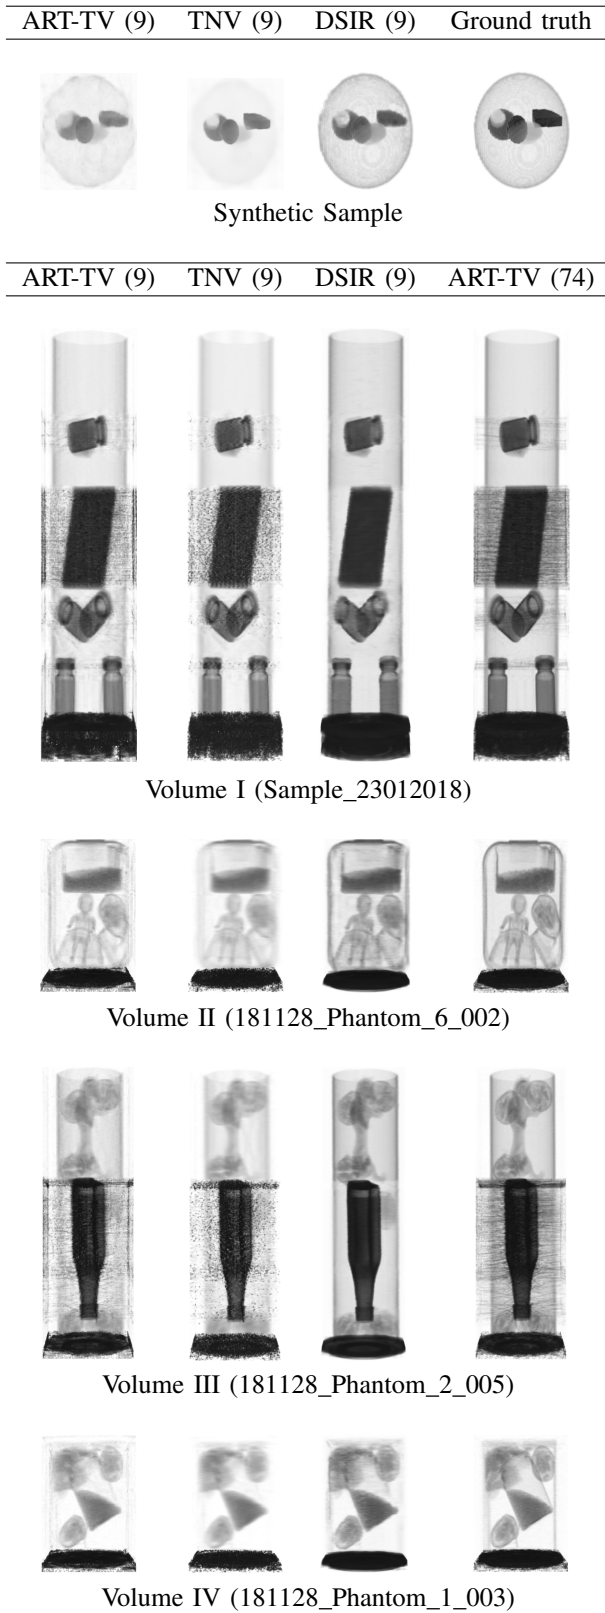 ART-TV (9) TNV (9) DSIR (9) Ground truth
Synthetic Sample
ART-TV (9) TNV (9) DSIR (9) ART-TV (74)
Volume I (Sample_23012018)
Volume II (181128_Phantom_6_002)
Volume III (181128_Phantom_2_005)
Volume IV (181128_Phantom_1_003)